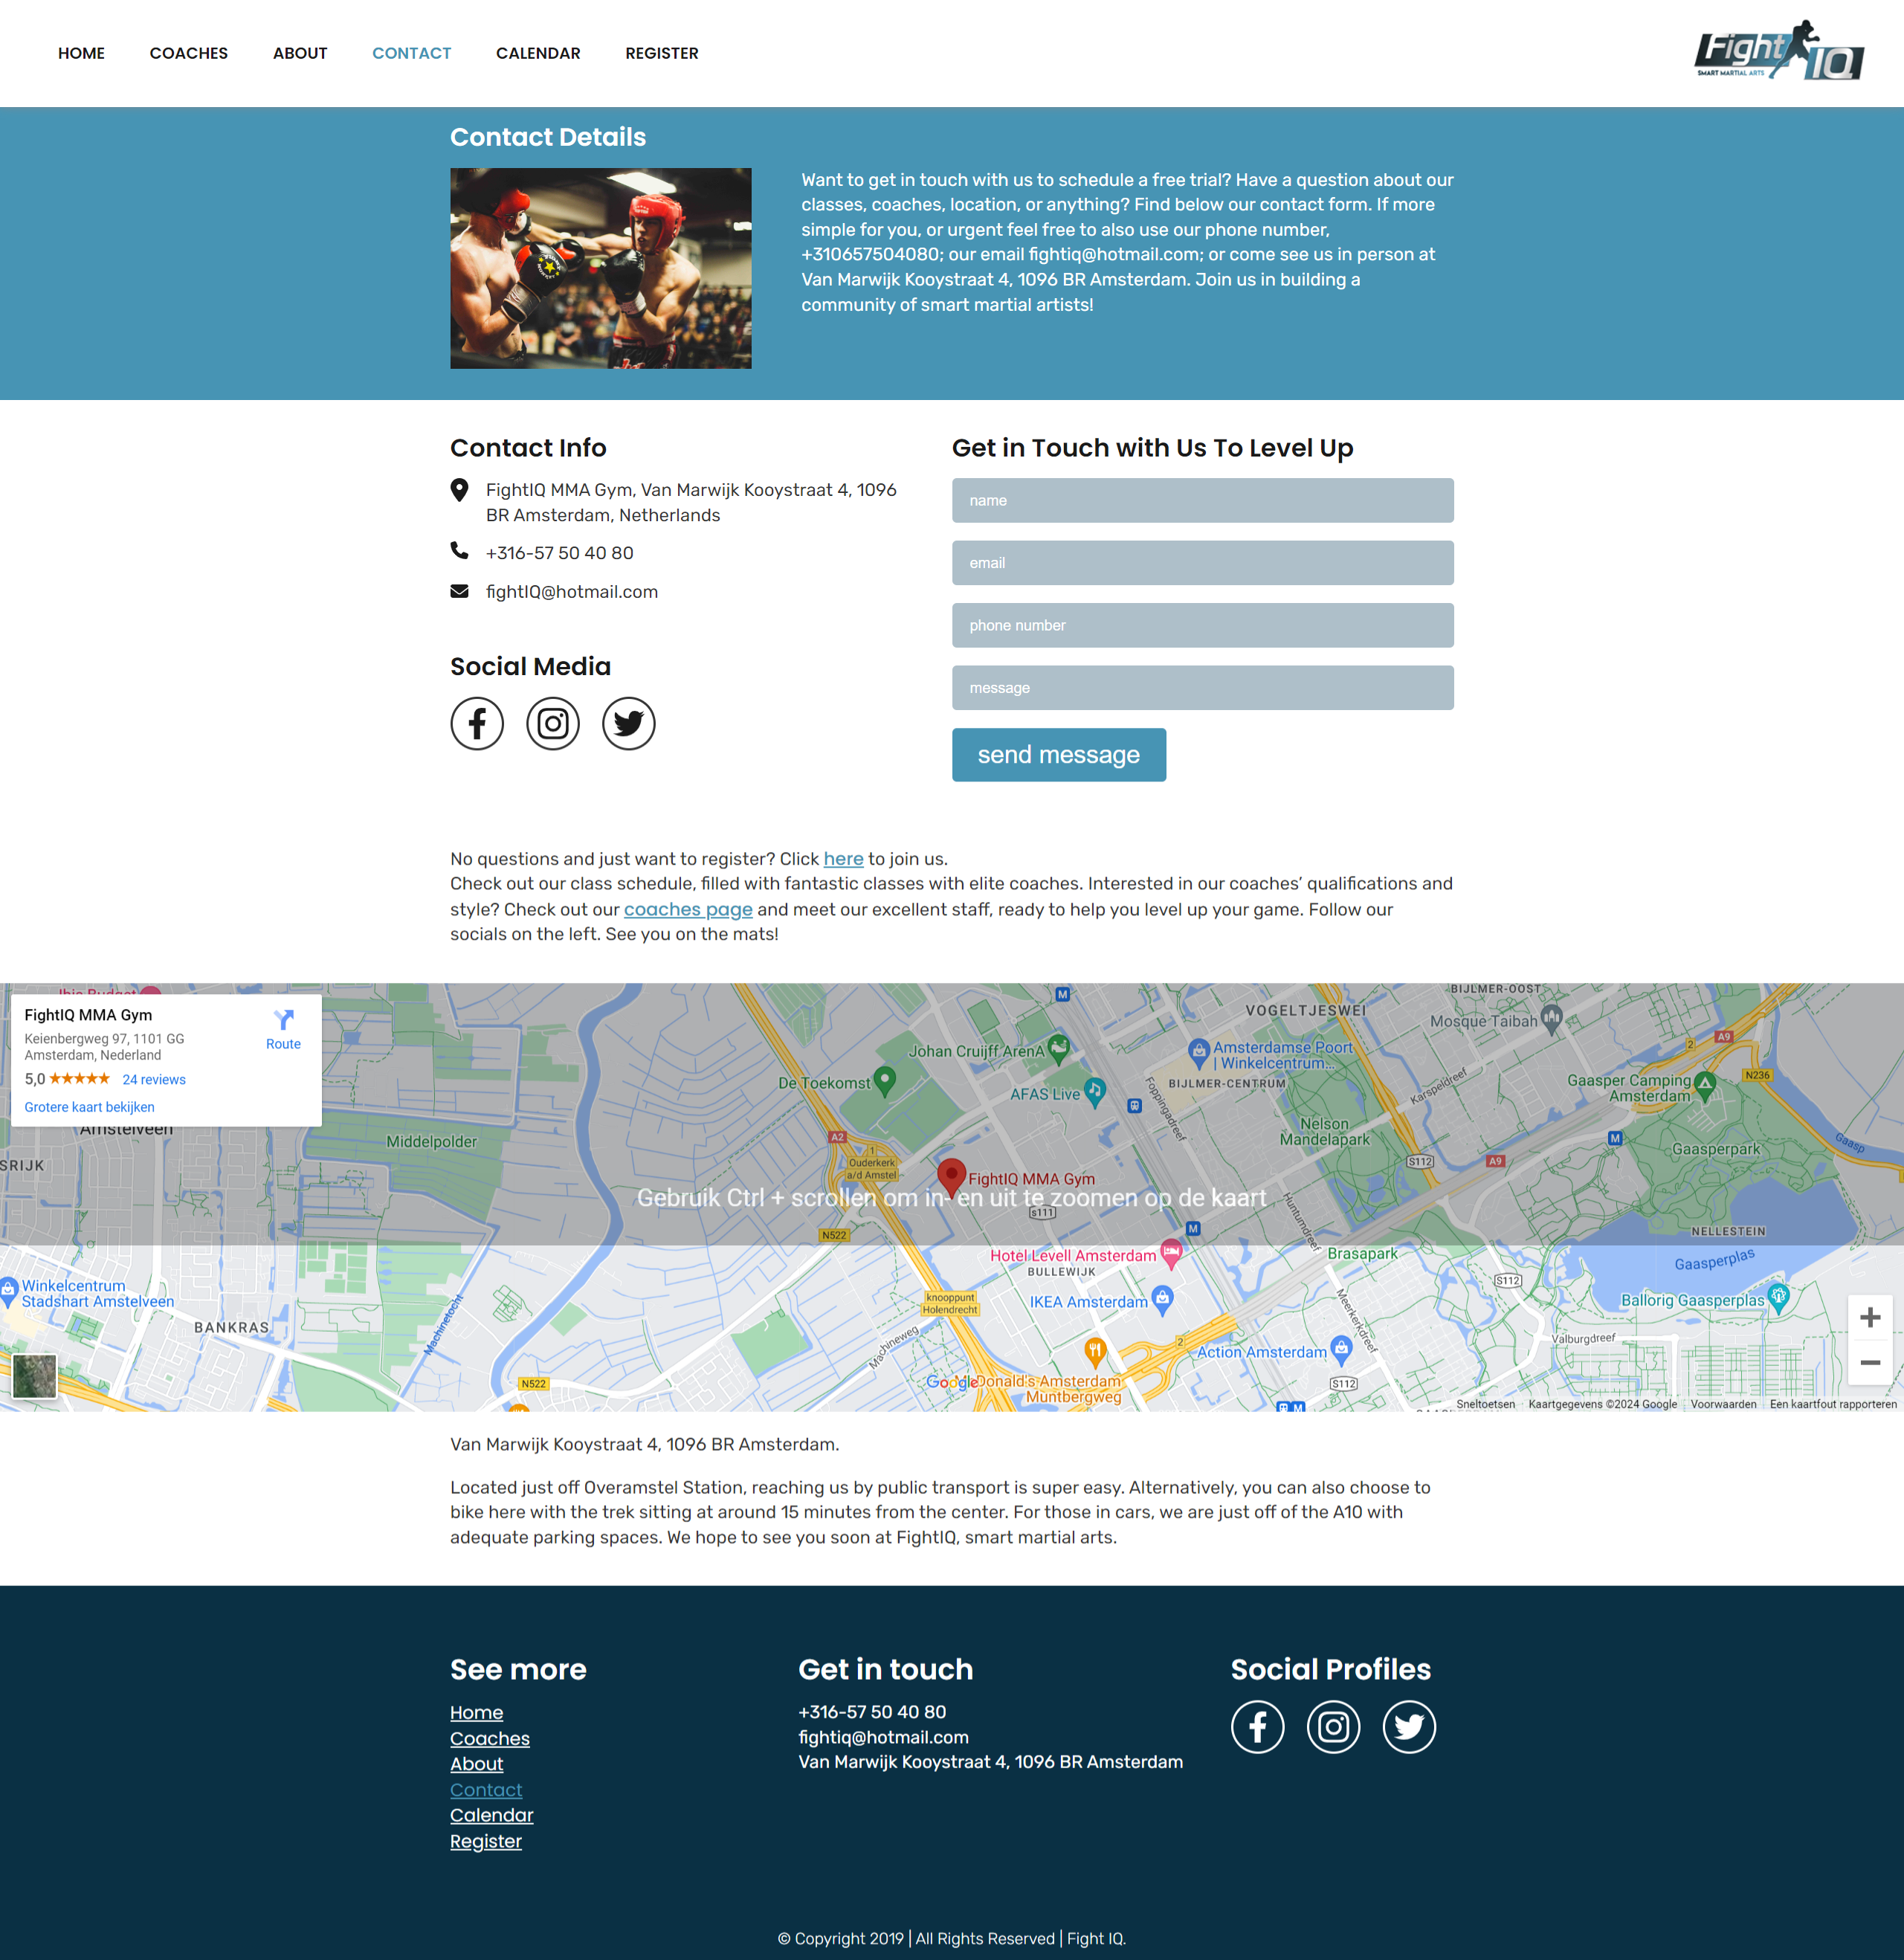 HOME COACHES ABOUT CONTACT CALENDAR REGISTER
Fight IQ
SMART MARTIAL ARTS
Contact Details
Want to get in touch with us to schedule a free trial? Have a question about our
classes, coaches, location, or anything? Find below our contact form. If more
simple for you, or urgent feel free to also use our phone number,
+310657504080; our email fightiq@hotmail.com; or come see us in person at
Van Marwijk Kooystraat 4, 1096 BR Amsterdam. Join us in building a
community of smart martial artists!
Contact Info
FightIQ MMA Gym, Van Marwijk Kooystraat 4, 1096
BR Amsterdam, Netherlands
+316-57 50 40 80
fightIQ@hotmail.com
Social Media
Get in Touch with Us To Level Up
name
email
phone number
message
send message
No questions and just want to register? Click here to join us.
Check out our class schedule, filled with fantastic classes with elite coaches. Interested in our coaches’ qualifications and
style? Check out our coaches page and meet our excellent staff, ready to help you level up your game. Follow our
socials on the left. See you on the mats!
Ibis Budget
FightIQ MMA Gym
Keienbergweg 97, 1101 GG
Amsterdam, Nederland
5,0 24 reviews
Grotere kaart bekijken
Route
Amstelveen
SRIJK
Middelpolder
M
BIJLMER-OOST
VOGELTJESWEI
Mosque Taibah
A9
2
N236
Johan Cruijff ArenA
Amsterdamse Poort
| Winkelcentrum...
BIJLMER-CENTRUM
De Toekomst
AFAS Live
Foppingadreef
Karspeldreef
Gaasper Camping
Amsterdam
Nelson
Mandelapark
A2
1
Ouderkerk
a/d Amstel
M
Gaasp
Gaasperpark
S112
A9
FightIQ MMA Gym
Gebruik Ctrl + scrollen om in- en uit te zoomen op de kaart
s111
Huntumdreef
N522
M
NELLESTEIN
Hotel Levell Amsterdam
BULLEWIJK
Brasapark
Gaasperplas
S112
Winkelcentrum
Stadshart Amstelveen
Machinetocht
BANKRAS
knooppunt
Holendrecht
IKEA Amsterdam
Meerkerkdreef
Ballorig Gaasperplas
Valburgdreef
Machineweg
2
Action Amsterdam
N522
Google
McDonald's Amsterdam
Muntbergweg
S112
M
Sneltoetsen Kaartgegevens ©2024 Google Voorwaarden Een kaartfout rapporteren
Van Marwijk Kooystraat 4, 1096 BR Amsterdam.
Located just off Overamstel Station, reaching us by public transport is super easy. Alternatively, you can also choose to
bike here with the trek sitting at around 15 minutes from the center. For those in cars, we are just off of the A10 with
adequate parking spaces. We hope to see you soon at FightIQ, smart martial arts.
See more
Home
Coaches
About
Contact
Calendar
Register
Get in touch
+316-57 50 40 80
fightiq@hotmail.com
Van Marwijk Kooystraat 4, 1096 BR Amsterdam
Social Profiles
© Copyright 2019 | All Rights Reserved | Fight IQ.